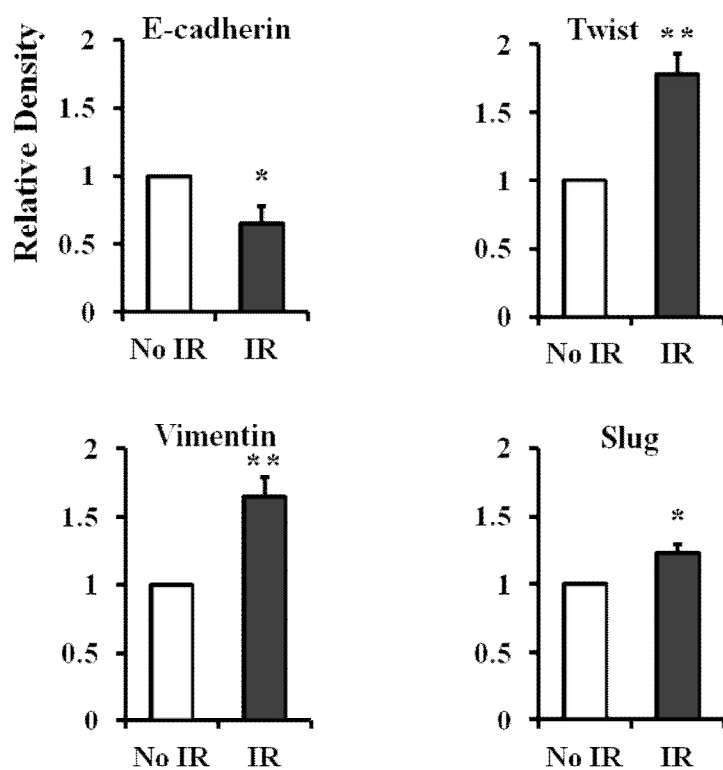 E-cadherin
Relative Density
2
1.5
1
0.5
0
*
No IR IR
Twist
2
1.5
1
0.5
0
**
No IR IR
Vimentin
2
1.5
1
0.5
0
**
No IR IR
Slug
2
1.5
1
0.5
0
*
No IR IR